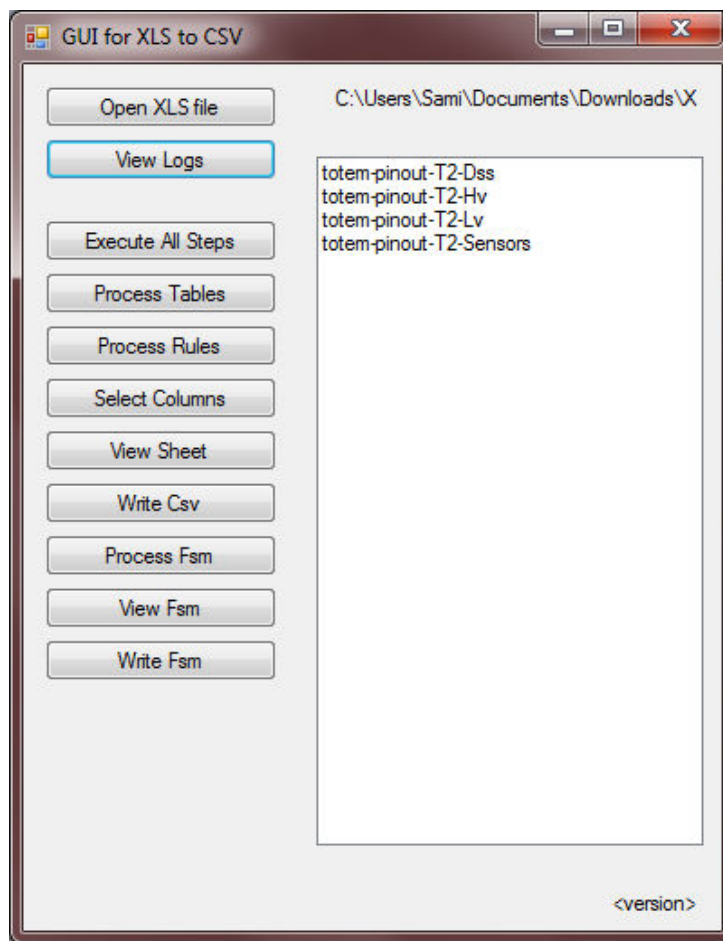 GUI for XLS to CSV
Open XLS file
C:\Users\Sami\Documents\Downloads\X
View Logs
totem-pinout-T2-Dss
totem-pinout-T2-Hv
totem-pinout-T2-Lv
totem-pinout-T2-Sensors
Execute All Steps
Process Tables
Process Rules
Select Columns
View Sheet
Write Csv
Process Fsm
View Fsm
Write Fsm
<version>